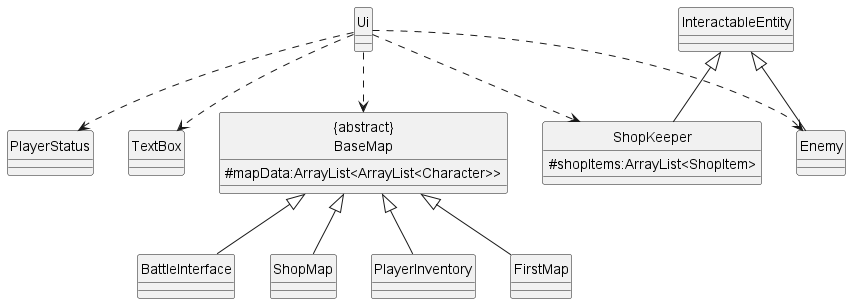 Ui
InteractableEntity
PlayerStatus
TextBox
{abstract}
BaseMap
#mapData:ArrayList<ArrayList<Character>>
ShopKeeper
#shopItems:ArrayList<ShopItem>
Enemy
BattleInterface
ShopMap
PlayerInventory
FirstMap